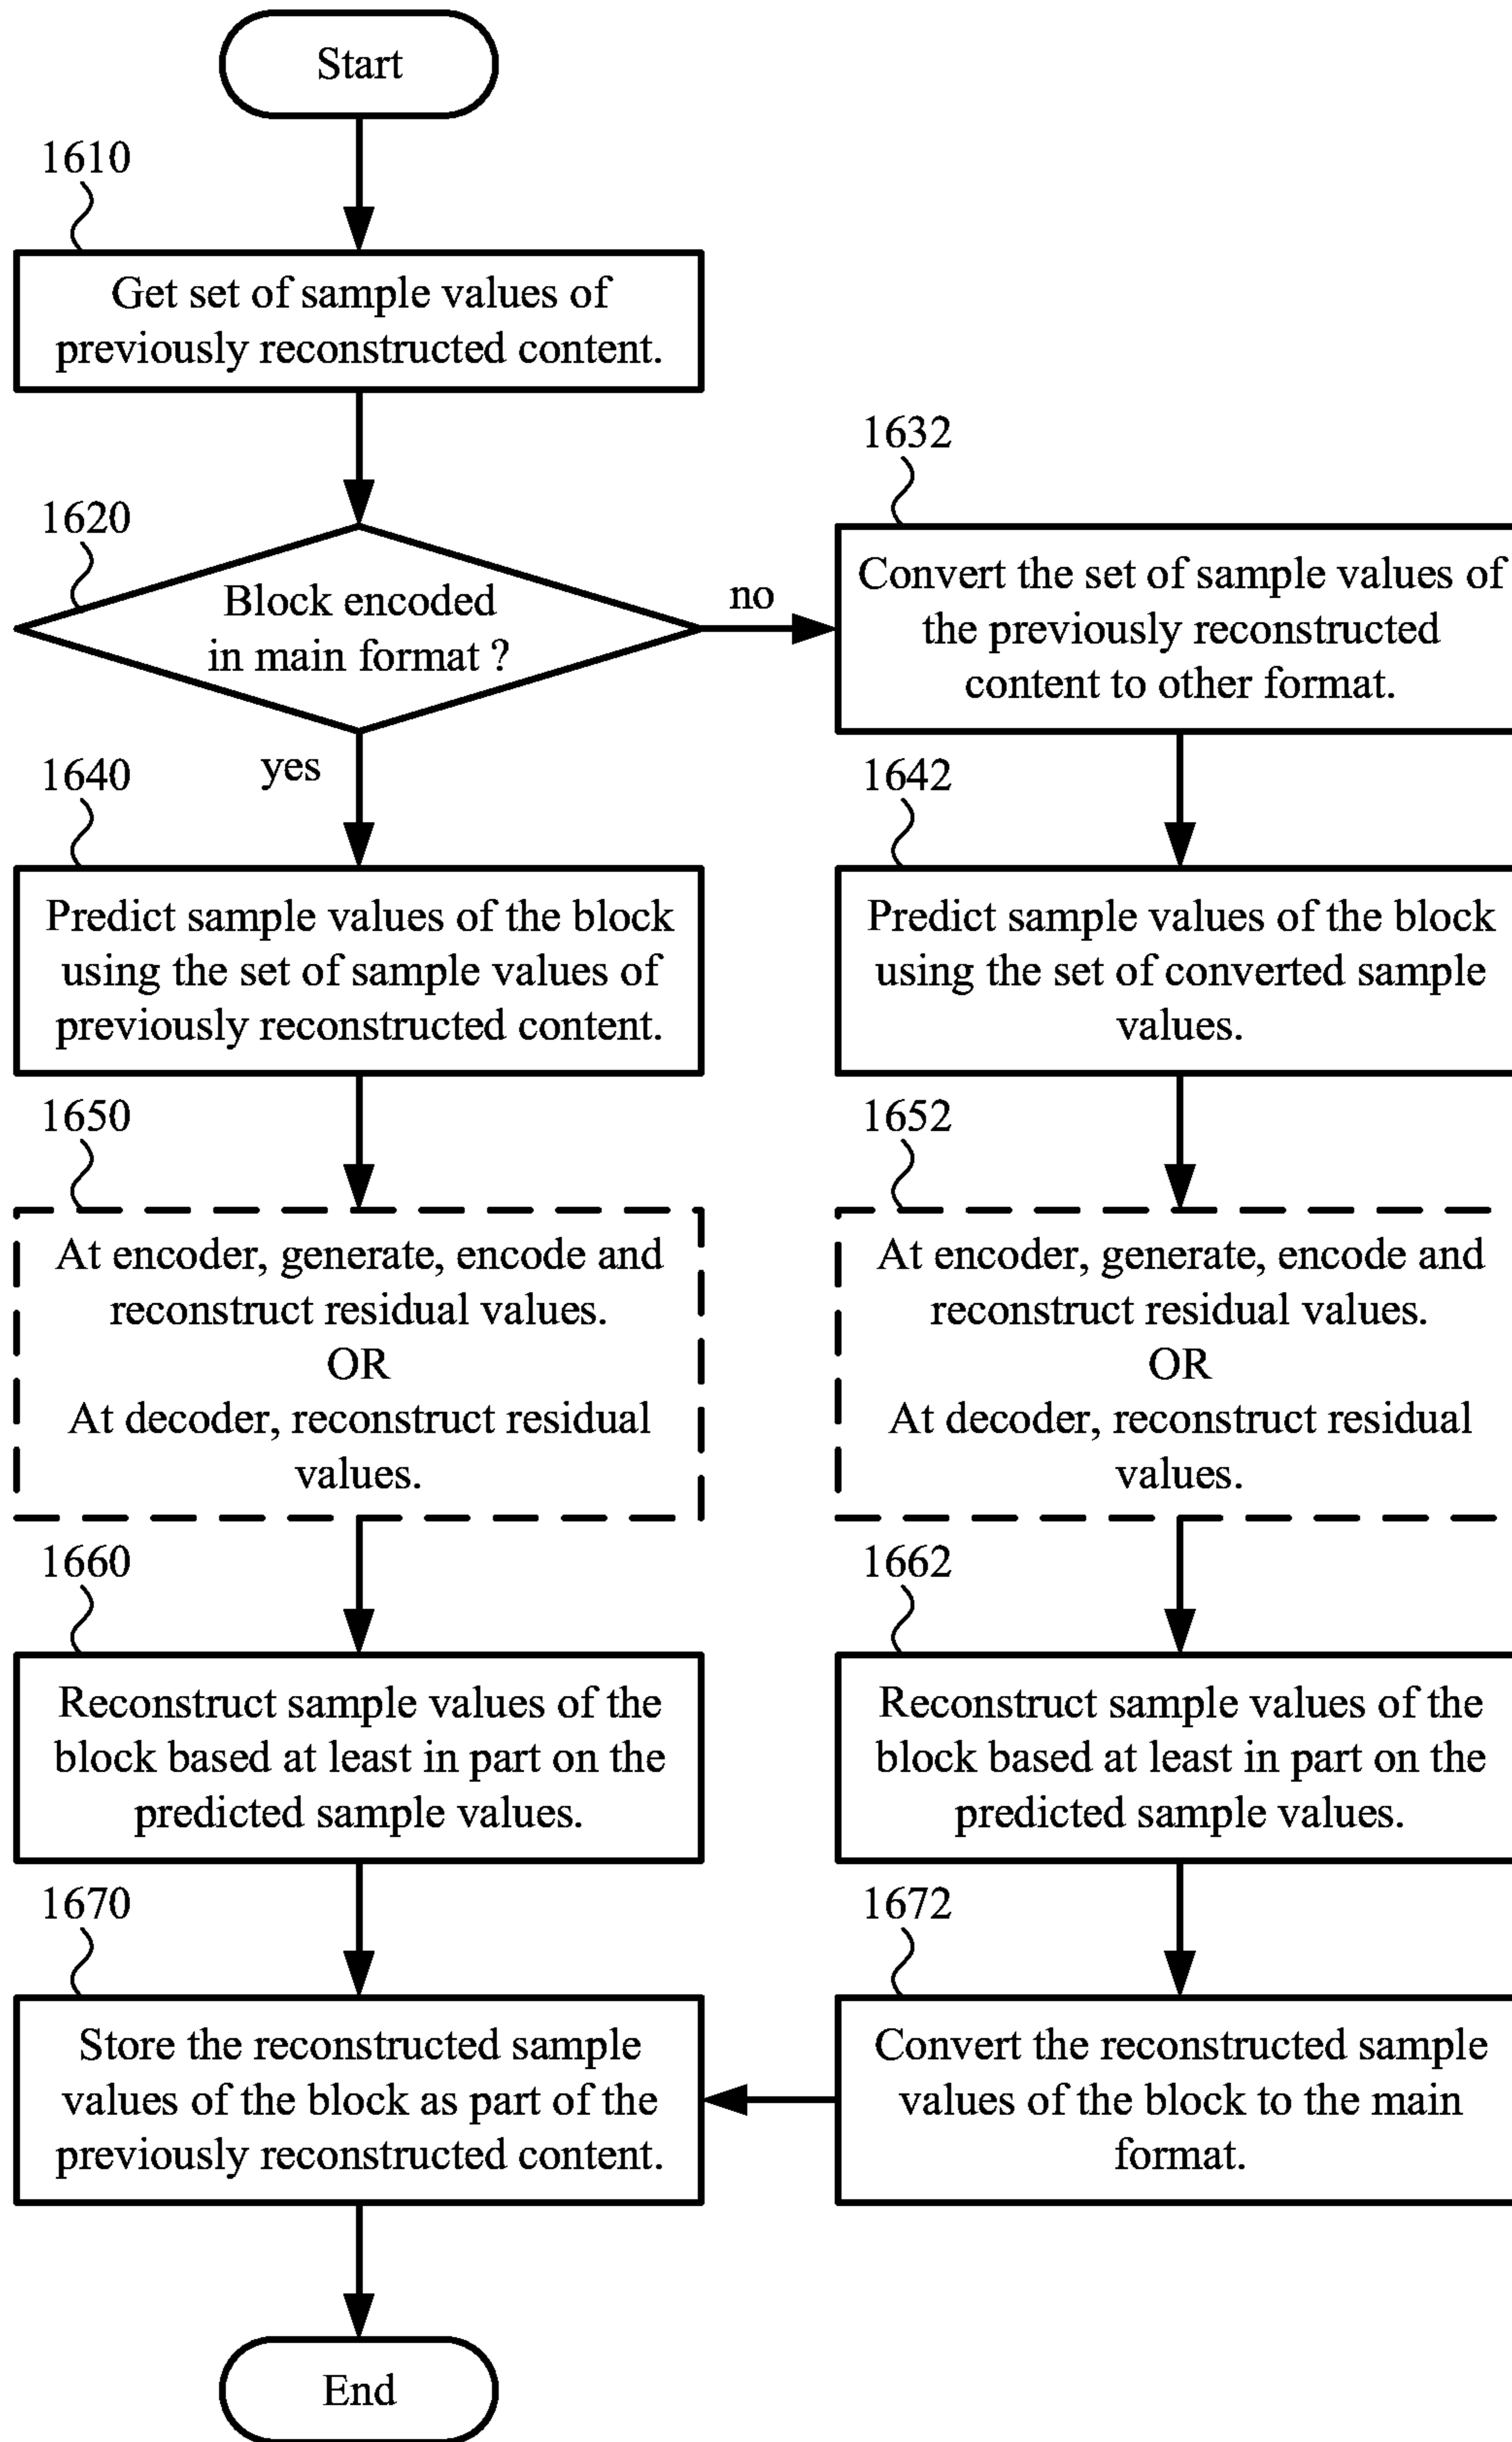 Start
1610
Get set of sample values of
previously reconstructed content.
1620
Block encoded
in main format ?
no
yes
1632
Convert the set of sample values of
the previously reconstructed
content to other format.
1640
Predict sample values of the block
using the set of sample values of
previously reconstructed content.
1642
Predict sample values of the block
using the set of converted sample
values.
1650
At encoder, generate, encode and
reconstruct residual values.
OR
At decoder, reconstruct residual
values.
1652
At encoder, generate, encode and
reconstruct residual values.
OR
At decoder, reconstruct residual
values.
1660
Reconstruct sample values of the
block based at least in part on the
predicted sample values.
1662
Reconstruct sample values of the
block based at least in part on the
predicted sample values.
1670
Store the reconstructed sample
values of the block as part of the
previously reconstructed content.
1672
Convert the reconstructed sample
values of the block to the main
format.
End